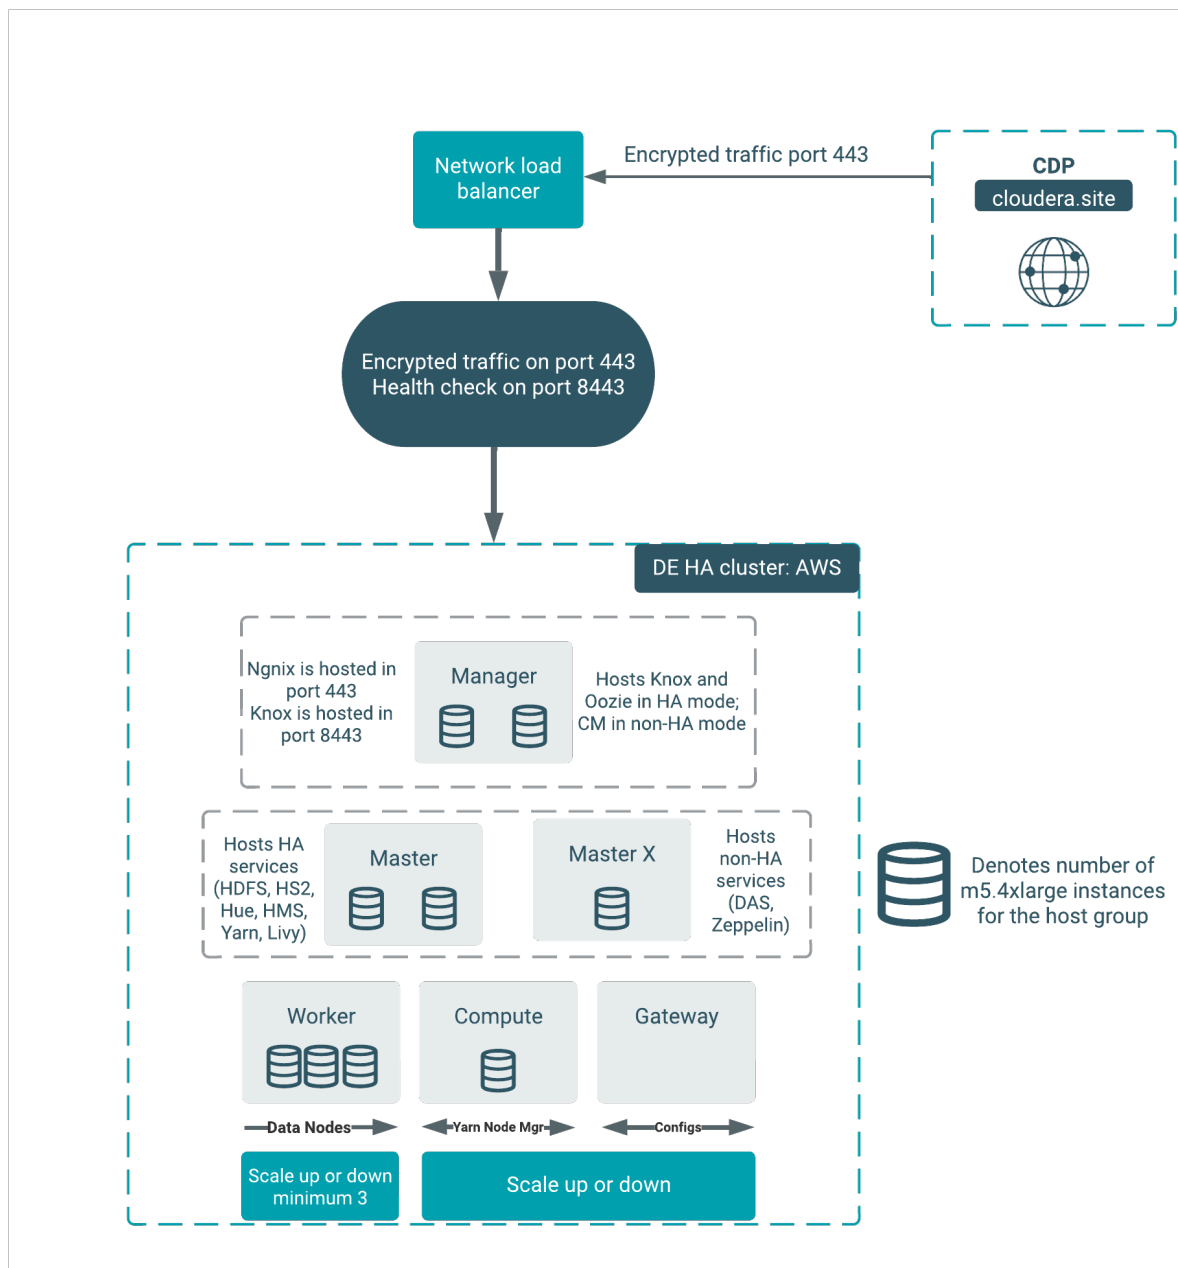 Network load
balancer
Encrypted traffic port 443
CDP
cloudera.site
Encrypted traffic on port 443
Health check on port 8443
DE HA cluster: AWS
Ngnix is hosted in
port 443
Knox is hosted in
port 8443
Manager
Hosts Knox and
Oozie in HA mode;
CM in non-HA mode
Hosts HA
services
(HDFS, HS2,
Hue, HMS,
Yarn, Livy)
Master
Master X
Hosts
non-HA
services
(DAS,
Zeppelin)
Denotes number of
m5.4xlarge instances
for the host group
Worker
Compute
Gateway
Data Nodes
Yarn Node Mgr
Configs
Scale up or down
minimum 3
Scale up or down